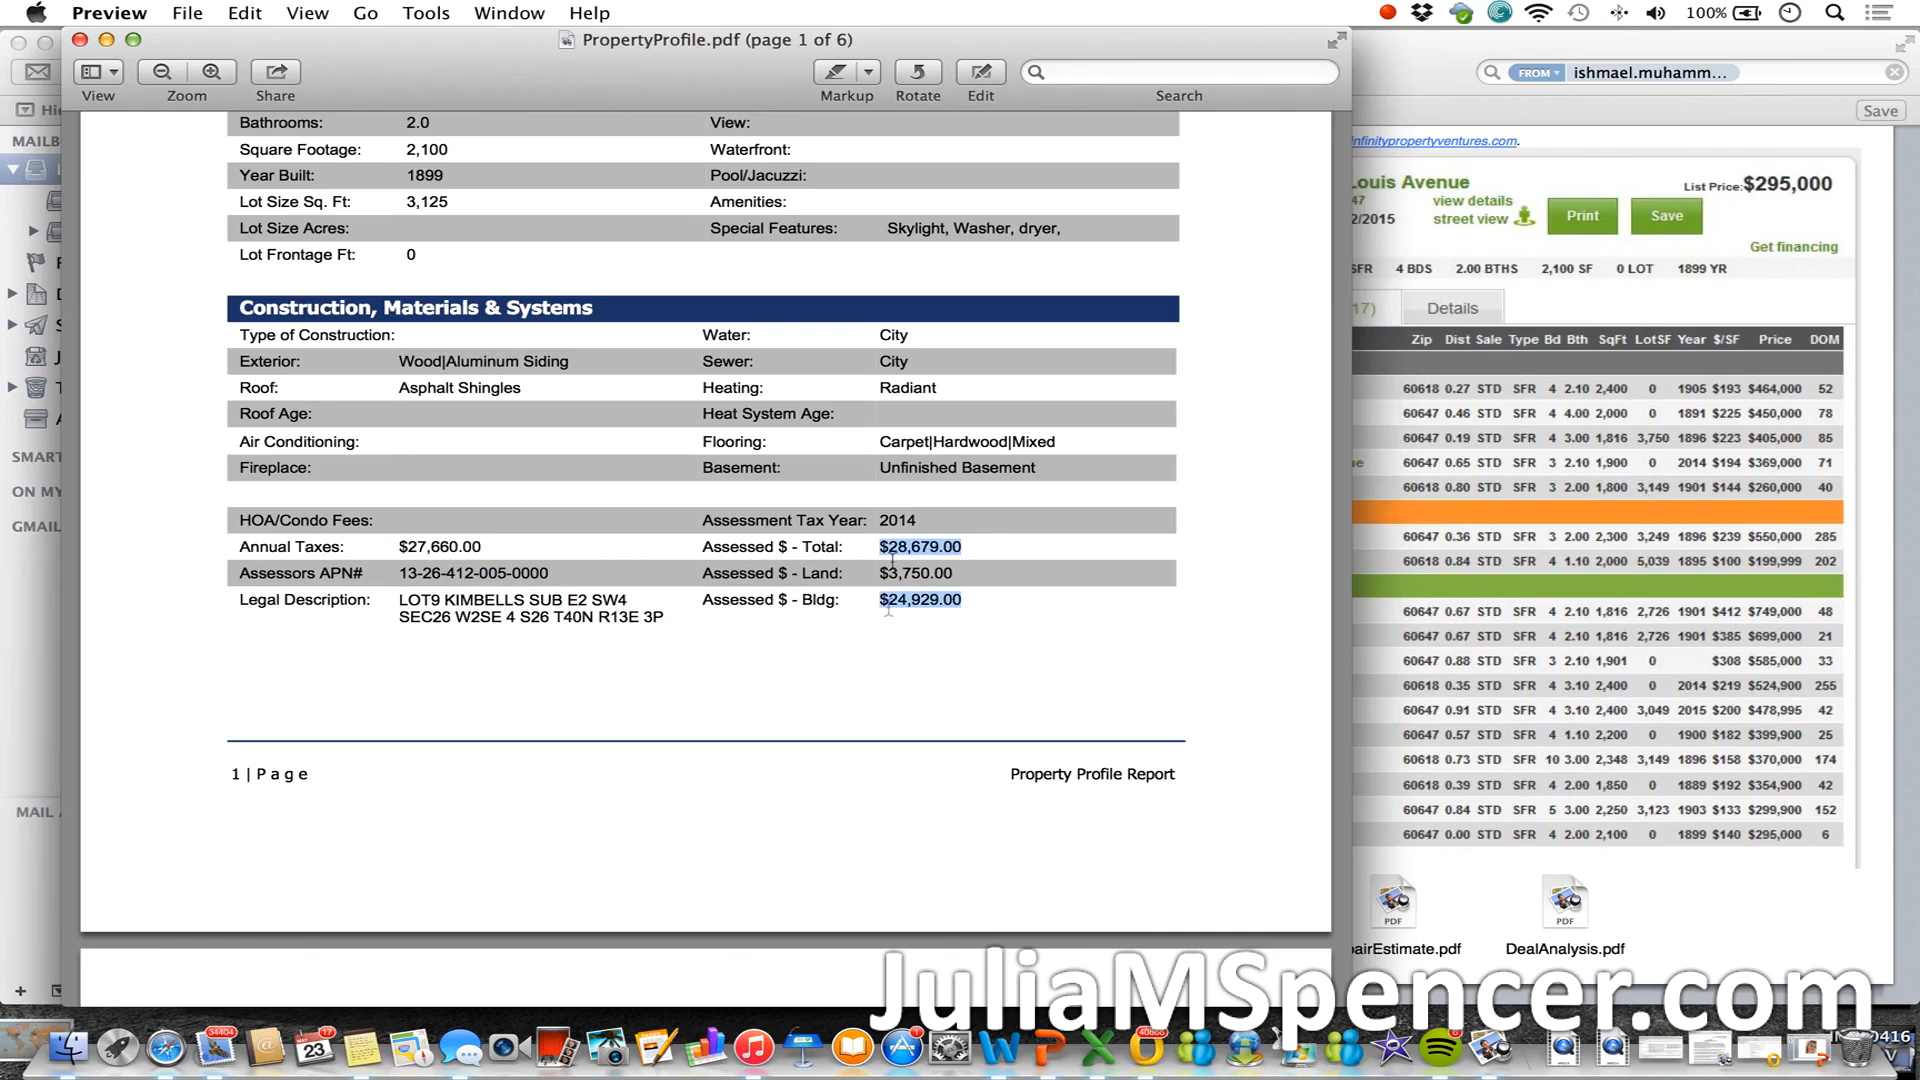 Preview File Edit View Go Tools Window Help 100%
PropertyProfile.pdf (page 1 of 6)
View Zoom Share Markup Rotate Edit Search
FROM ishmael.muhamm...
Save
MAILB
SMART
ON MY
GMAIL
MAIL
Bathrooms: 2.0 View:
Square Footage: 2,100 Waterfront:
Year Built: 1899 Pool/Jacuzzi:
Lot Size Sq. Ft: 3,125 Amenities:
Lot Size Acres: Special Features: Skylight, Washer, dryer,
Lot Frontage Ft: 0
Construction, Materials & Systems
Type of Construction: Water: City
Exterior: Wood|Aluminum Siding Sewer: City
Roof: Asphalt Shingles Heating: Radiant
Roof Age: Heat System Age:
Air Conditioning: Flooring: Carpet|Hardwood|Mixed
Fireplace: Basement: Unfinished Basement
HOA/Condo Fees: Assessment Tax Year: 2014
Annual Taxes: $27,660.00 Assessed $ - Total: $28,679.00
Assessors APN# 13-26-412-005-0000 Assessed $ - Land: $3,750.00
Legal Description: LOT9 KIMBELLS SUB E2 SW4 Assessed $ - Bldg: $24,929.00
SEC26 W2SE 4 S26 T40N R13E 3P
1 | P a g e Property Profile Report
infinitypropertyventures.com.
Louis Avenue List Price:$295,000
47 view details
2/2015 street view Print Save
Get financing
SFR 4 BDS 2.00 BTHS 2,100 SF 0 LOT 1899 YR
17) Details
Zip Dist Sale Type Bd Bth SqFt LotSF Year $/SF Price DOM
60618 0.27 STD SFR 4 2.10 2,400 0 1905 $193 $464,000 52
60647 0.46 STD SFR 4 4.00 2,000 0 1891 $225 $450,000 78
60647 0.19 STD SFR 4 3.00 1,816 3,750 1896 $223 $405,000 85
60647 0.65 STD SFR 3 2.10 1,900 0 2014 $194 $369,000 71
60618 0.80 STD SFR 3 2.00 1,800 3,149 1901 $144 $260,000 40
60647 0.36 STD SFR 3 2.00 2,300 3,249 1896 $239 $550,000 285
60618 0.84 STD SFR 4 1.10 2,000 5,039 1895 $100 $199,999 202
60647 0.67 STD SFR 4 2.10 1,816 2,726 1901 $412 $749,000 48
60647 0.67 STD SFR 4 2.10 1,816 2,726 1901 $385 $699,000 21
60647 0.88 STD SFR 3 2.10 1,901 0 $308 $585,000 33
60618 0.35 STD SFR 4 3.10 2,400 0 2014 $219 $524,900 255
60647 0.91 STD SFR 4 3.10 2,400 3,049 2015 $200 $478,995 42
60647 0.57 STD SFR 4 1.10 2,200 0 1900 $182 $399,900 25
60618 0.73 STD SFR 10 3.00 2,348 3,149 1896 $158 $370,000 174
60618 0.39 STD SFR 4 2.00 1,850 0 1889 $192 $354,900 42
60647 0.84 STD SFR 5 3.00 2,250 3,123 1903 $133 $299,900 152
60647 0.00 STD SFR 4 2.00 2,100 0 1899 $140 $295,000 6
PDF PDF
pairEstimate.pdf DealAnalysis.pdf
JuliaMSpencer.com
34404 17 23 1 40866